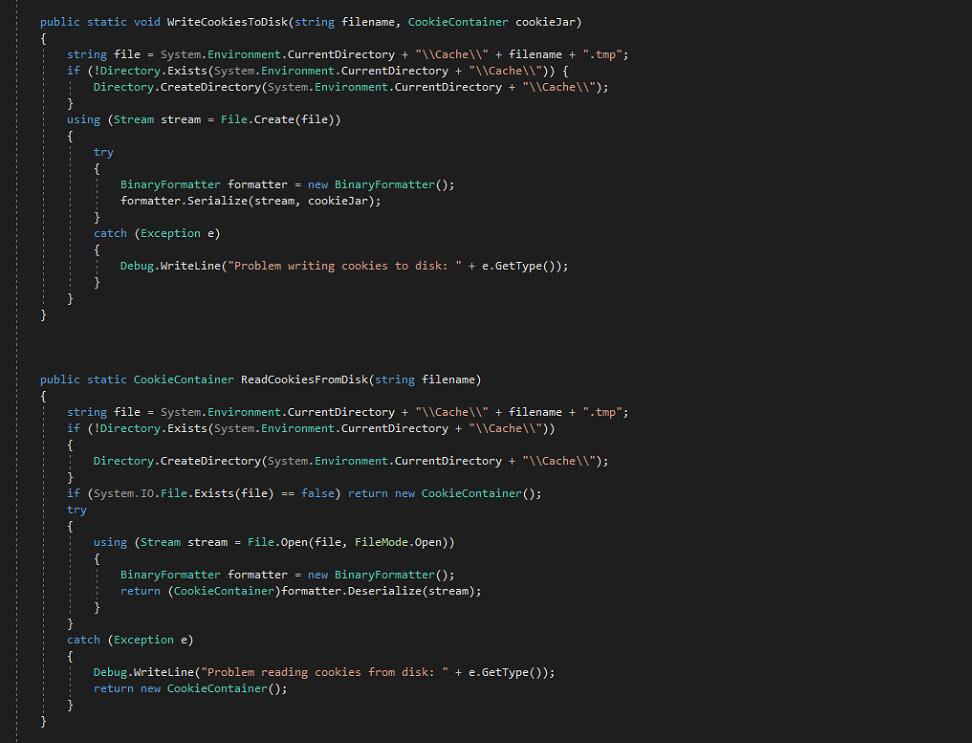 public static void WriteCookiesToDisk(string filename, CookieContainer cookieJar)
{
string file = System.Environment.CurrentDirectory + "\\Cache\\" + filename + ".tmp";
if (!Directory.Exists(System.Environment.CurrentDirectory + "\\Cache\\")) {
Directory.CreateDirectory(System.Environment.CurrentDirectory + "\\Cache\\");
}
using (Stream stream = File.Create(file))
{
try
{
BinaryFormatter formatter = new BinaryFormatter();
formatter.Serialize(stream, cookieJar);
}
catch (Exception e)
{
Debug.WriteLine("Problem writing cookies to disk: " + e.GetType());
}
}
}
public static CookieContainer ReadCookiesFromDisk(string filename)
{
string file = System.Environment.CurrentDirectory + "\\Cache\\" + filename + ".tmp";
if (!Directory.Exists(System.Environment.CurrentDirectory + "\\Cache\\"))
{
Directory.CreateDirectory(System.Environment.CurrentDirectory + "\\Cache\\");
}
if (System.IO.File.Exists(file) == false) return new CookieContainer();
try
{
using (Stream stream = File.Open(file, FileMode.Open))
{
BinaryFormatter formatter = new BinaryFormatter();
return (CookieContainer)formatter.Deserialize(stream);
}
}
catch (Exception e)
{
Debug.WriteLine("Problem reading cookies from disk: " + e.GetType());
return new CookieContainer();
}
}